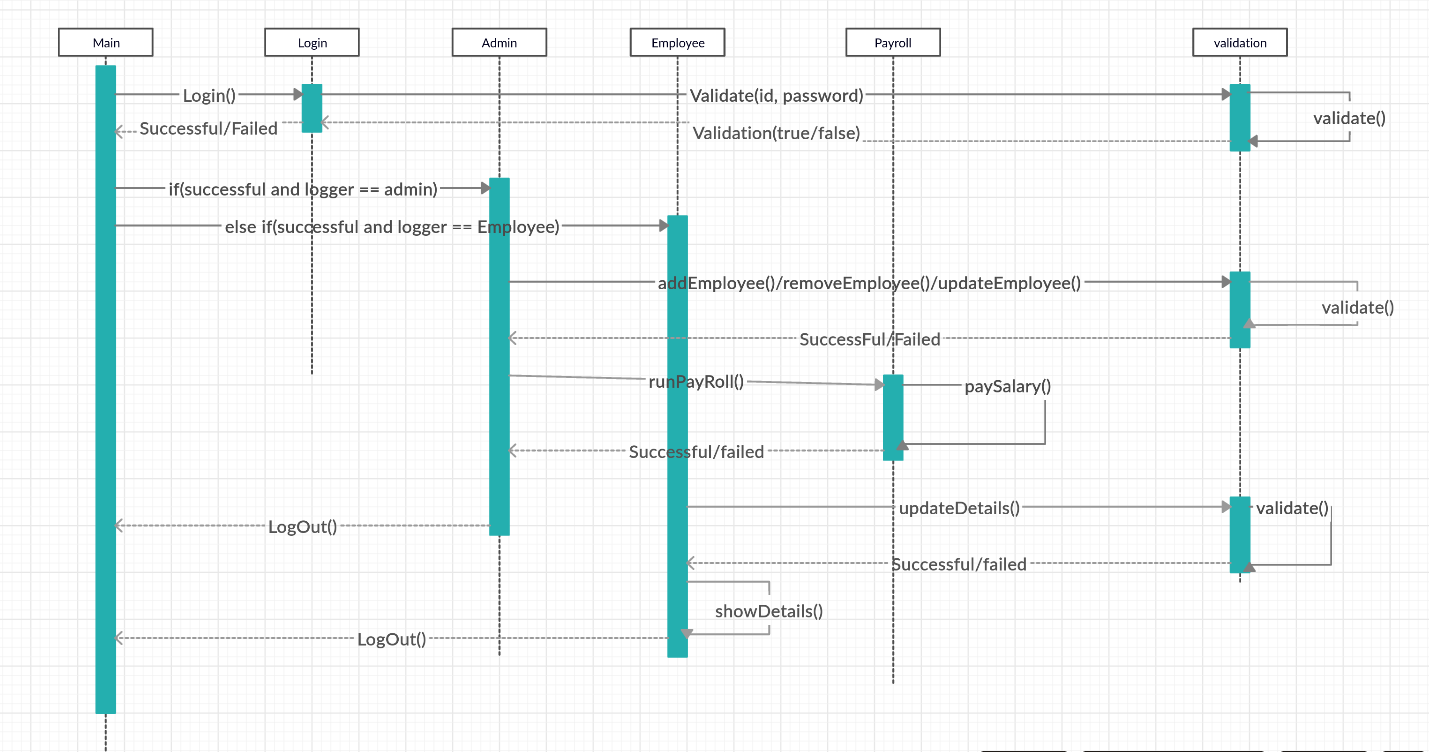 Main
Login
Admin
Employee
Payroll
validation
Login()
Validate(id, password)
validate()
Successful/Failed
Validation(true/false)
if(successful and logger == admin)
else if(successful and logger == Employee)
addEmployee()/removeEmployee()/updateEmployee()
validate()
SuccessFul/Failed
runPayRoll()
paySalary()
Successful/failed
updateDetails()
validate()
LogOut()
Successful/failed
showDetails()
LogOut()